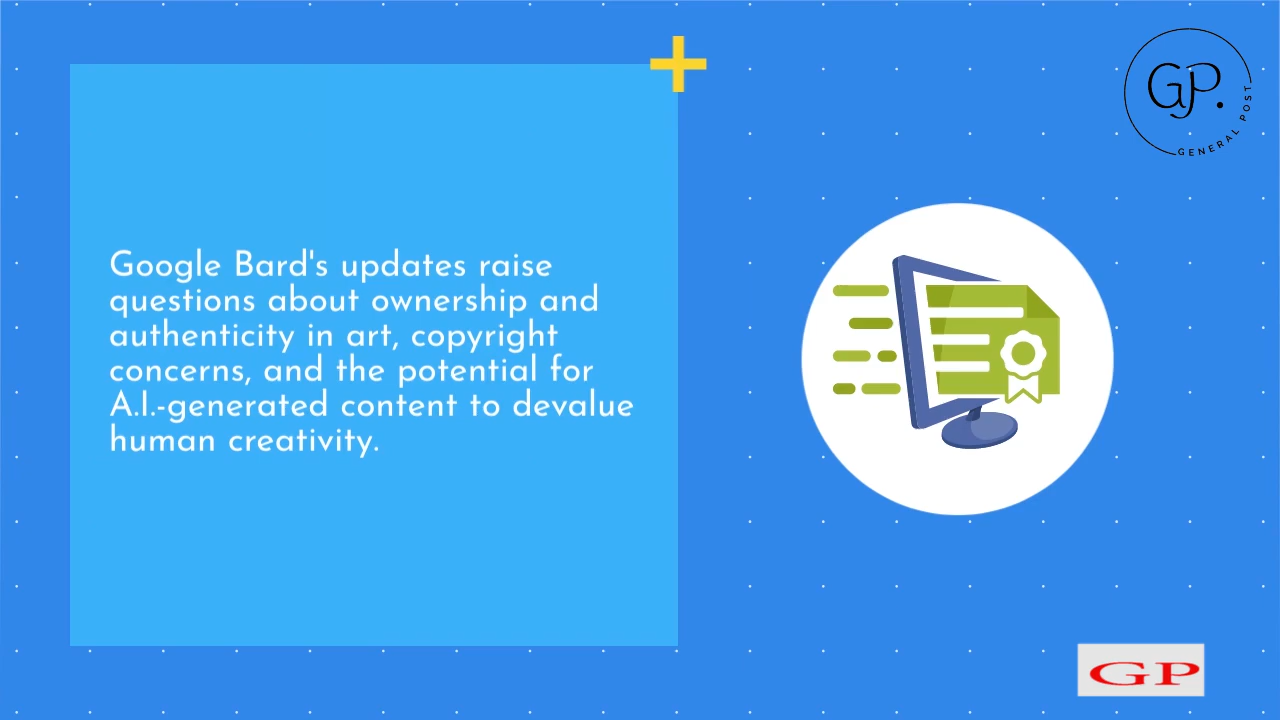 GP.
GENERAL POST
Google Bard's updates raise
questions about ownership and
authenticity in art, copyright
concerns, and the potential for
A.I.-generated content to devalue
human creativity.
GP